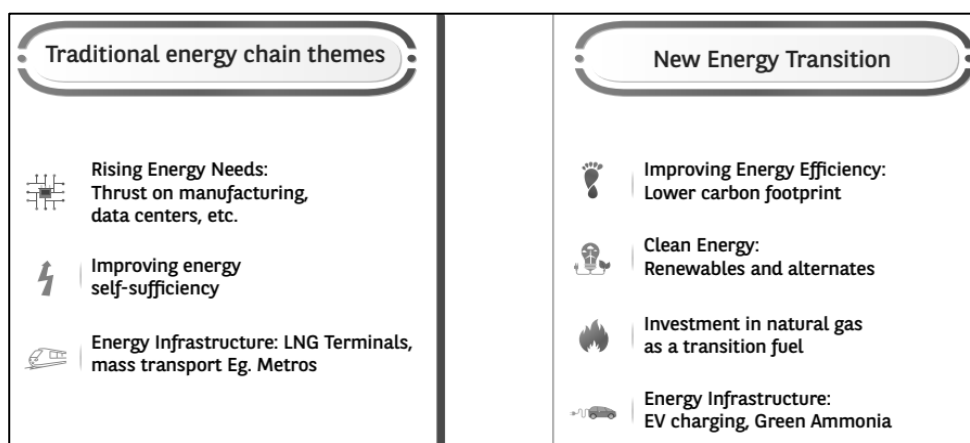 Traditional energy chain themes
Rising Energy Needs:
Thrust on manufacturing,
data centers, etc.
Improving energy
self-sufficiency
Energy Infrastructure: LNG Terminals,
mass transport Eg. Metros
New Energy Transition
Improving Energy Efficiency:
Lower carbon footprint
Clean Energy:
Renewables and alternates
Investment in natural gas
as a transition fuel
Energy Infrastructure:
EV charging, Green Ammonia